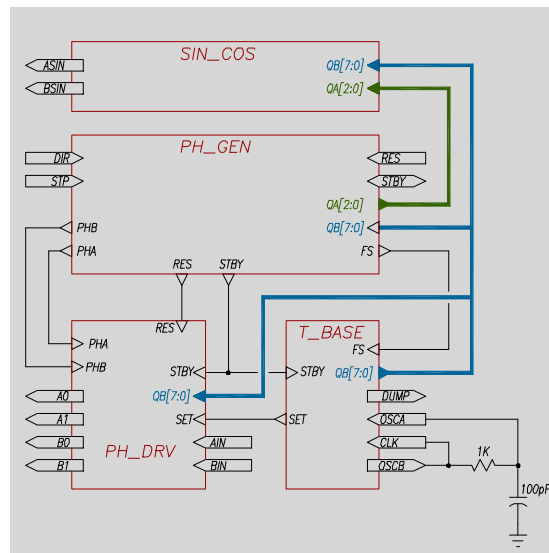 SIN_COS
ASIN
BSIN
QB[7:0]
QA[2:0]
PH_GEN
DIR
STP
RES
STBY
QA[2:0]
QB[7:0]
PHB
PHA
FS
RES
STBY
RES
T_BASE
PHA
PHB
FS
STBY
STBY
QB[7:0]
QB[7:0]
A0
DUMP
A1
SET
SET
OSCA
B0
AIN
CLK
PH_DRV
1K
B1
BIN
OSCB
100pF